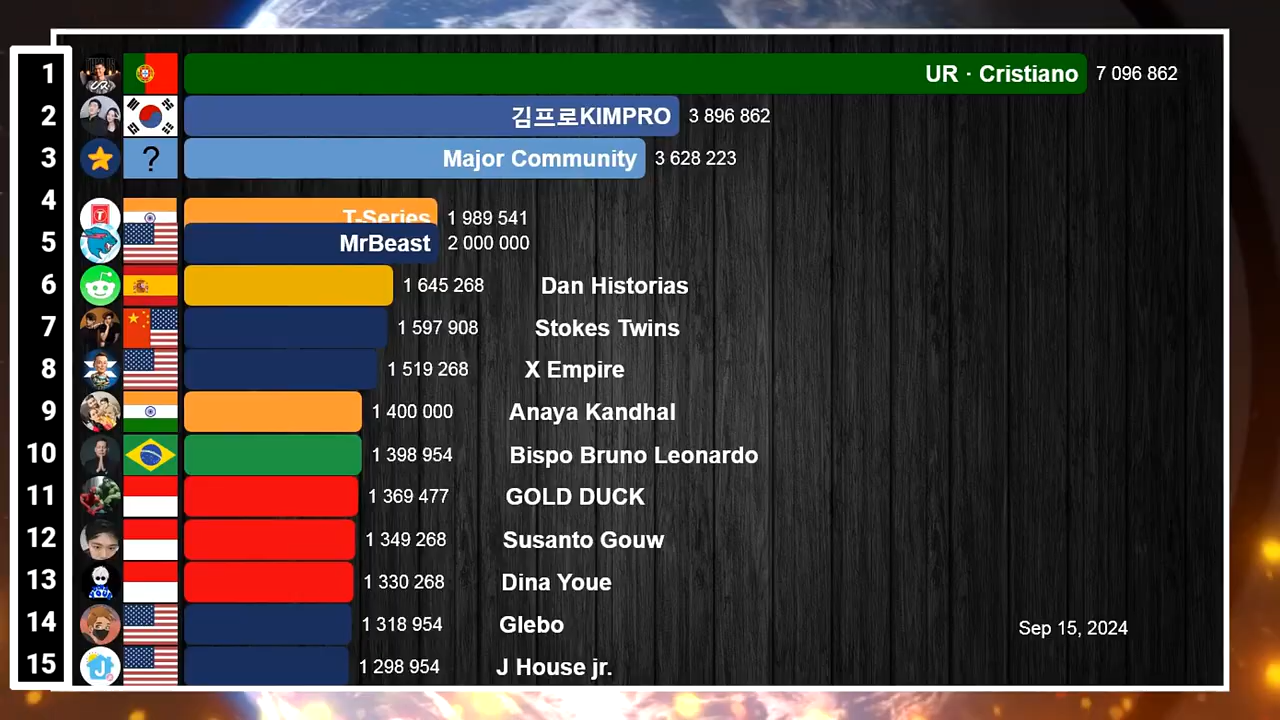 1 UR · Cristiano 7 096 862
2 김프로KIMPRO 3 896 862
3 ? Major Community 3 628 223
4 T-Series 1 989 541
5 MrBeast 2 000 000
6 1 645 268 Dan Historias
7 1 597 908 Stokes Twins
8 1 519 268 X Empire
9 1 400 000 Anaya Kandhal
10 1 398 954 Bispo Bruno Leonardo
11 1 369 477 GOLD DUCK
12 1 349 268 Susanto Gouw
13 1 330 268 Dina Youe
14 1 318 954 Glebo
Sep 15, 2024
15 1 298 954 J House jr.